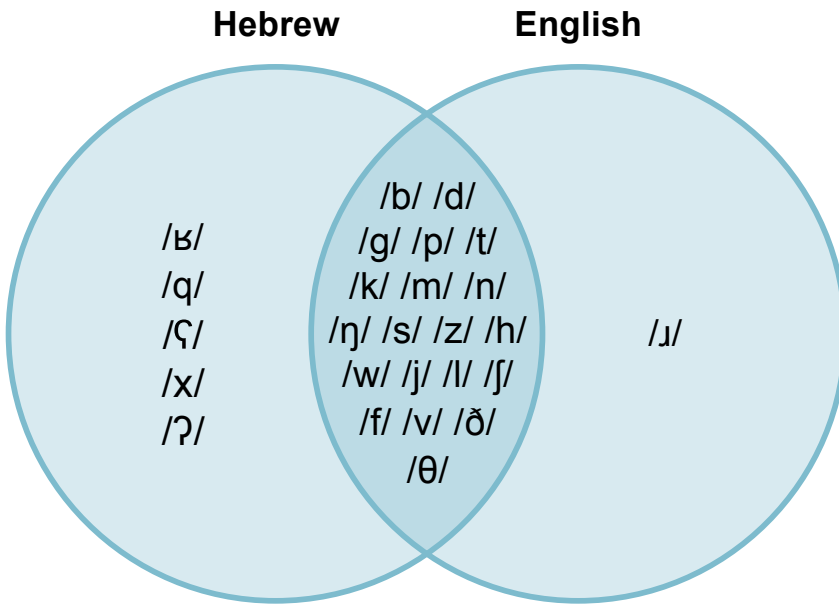 Hebrew English
/b/ /d/
/ʁ/
/g/ /p/ /t/
/q/
/k/ /m/ /n/
/ʕ/
/ŋ/ /s/ /z/ /h/
/ɹ/
/x/
/w/ /j/ /l/ /ʃ/
/ʔ/
/f/ /v/ /ð/
/θ/